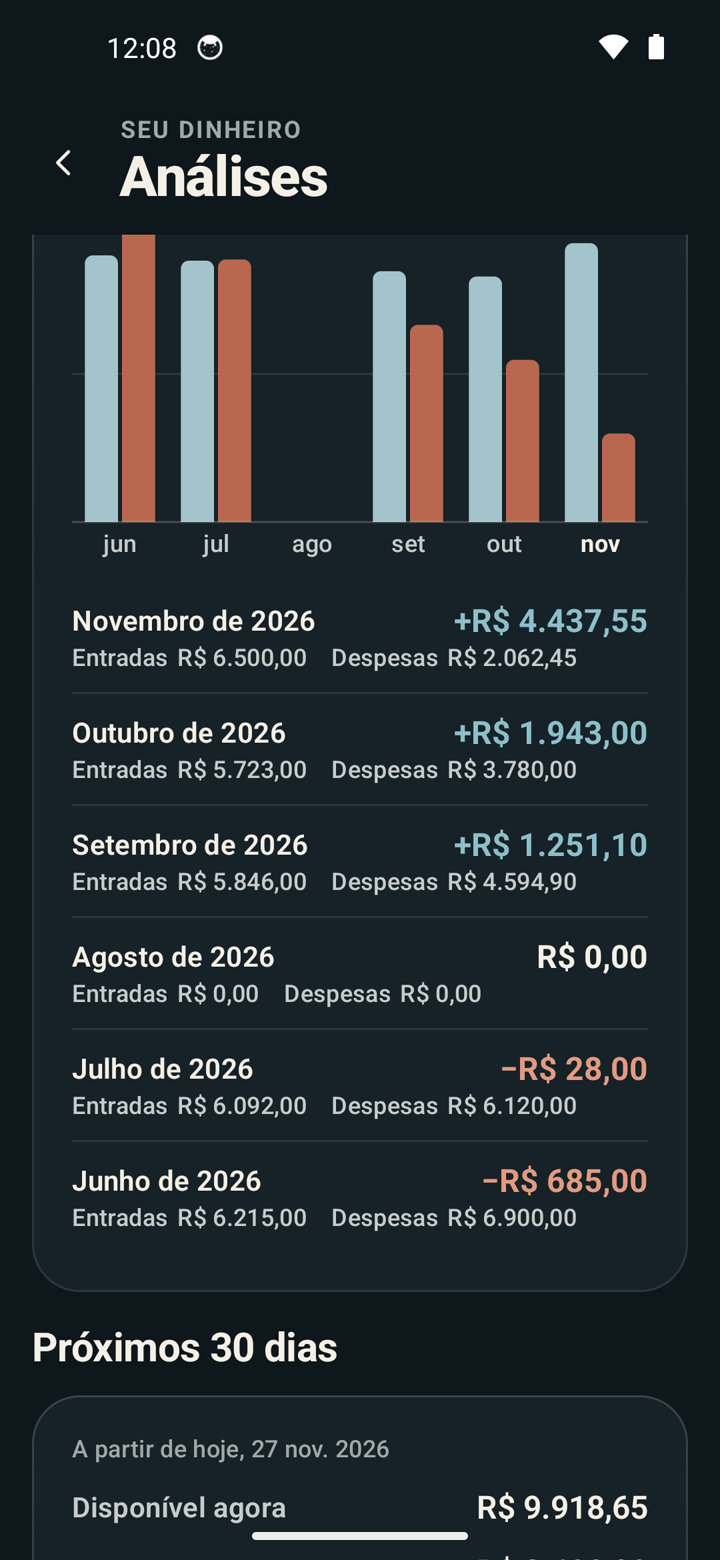 12:08
SEU DINHEIRO
Análises
jun jul ago set out nov
Novembro de 2026 +R$ 4.437,55
Entradas R$ 6.500,00 Despesas R$ 2.062,45
Outubro de 2026 +R$ 1.943,00
Entradas R$ 5.723,00 Despesas R$ 3.780,00
Setembro de 2026 +R$ 1.251,10
Entradas R$ 5.846,00 Despesas R$ 4.594,90
Agosto de 2026 R$ 0,00
Entradas R$ 0,00 Despesas R$ 0,00
Julho de 2026 −R$ 28,00
Entradas R$ 6.092,00 Despesas R$ 6.120,00
Junho de 2026 −R$ 685,00
Entradas R$ 6.215,00 Despesas R$ 6.900,00
Próximos 30 dias
A partir de hoje, 27 nov. 2026
Disponível agora R$ 9.918,65